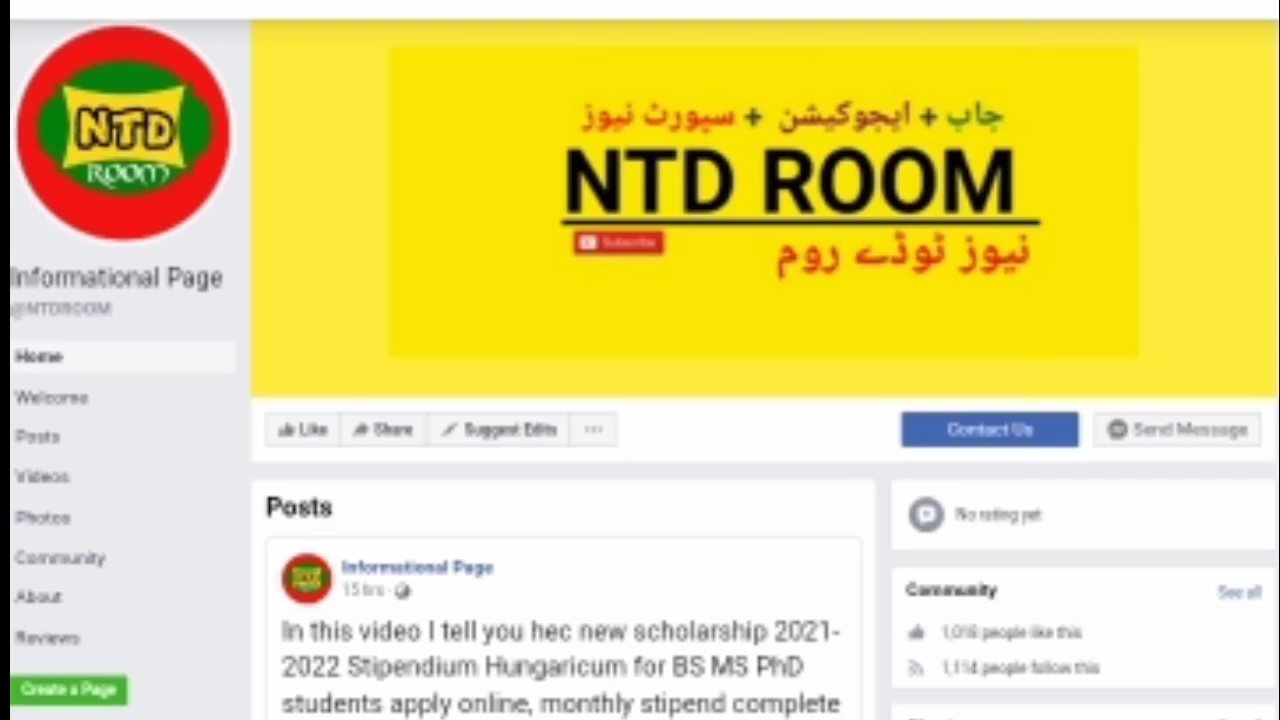 NTD
ROOM
Informational Page
@NTDROOM
Home
Welcome
Posts
Videos
Photos
Community
About
Reviews
Create a Page
جاب + ایجوکیشن + سپورٹ نیوز
NTD ROOM
Subscribe
نیوز ٹوڈے روم
Like
Share
Suggest Edits
...
Contact Us
Send Message
Posts
Informational Page
15 hrs ·
In this video I tell you hec new scholarship 2021-
2022 Stipendium Hungaricum for BS MS PhD
students apply online, monthly stipend complete
No rating yet
Community
See all
people like this
1,114 people follow this